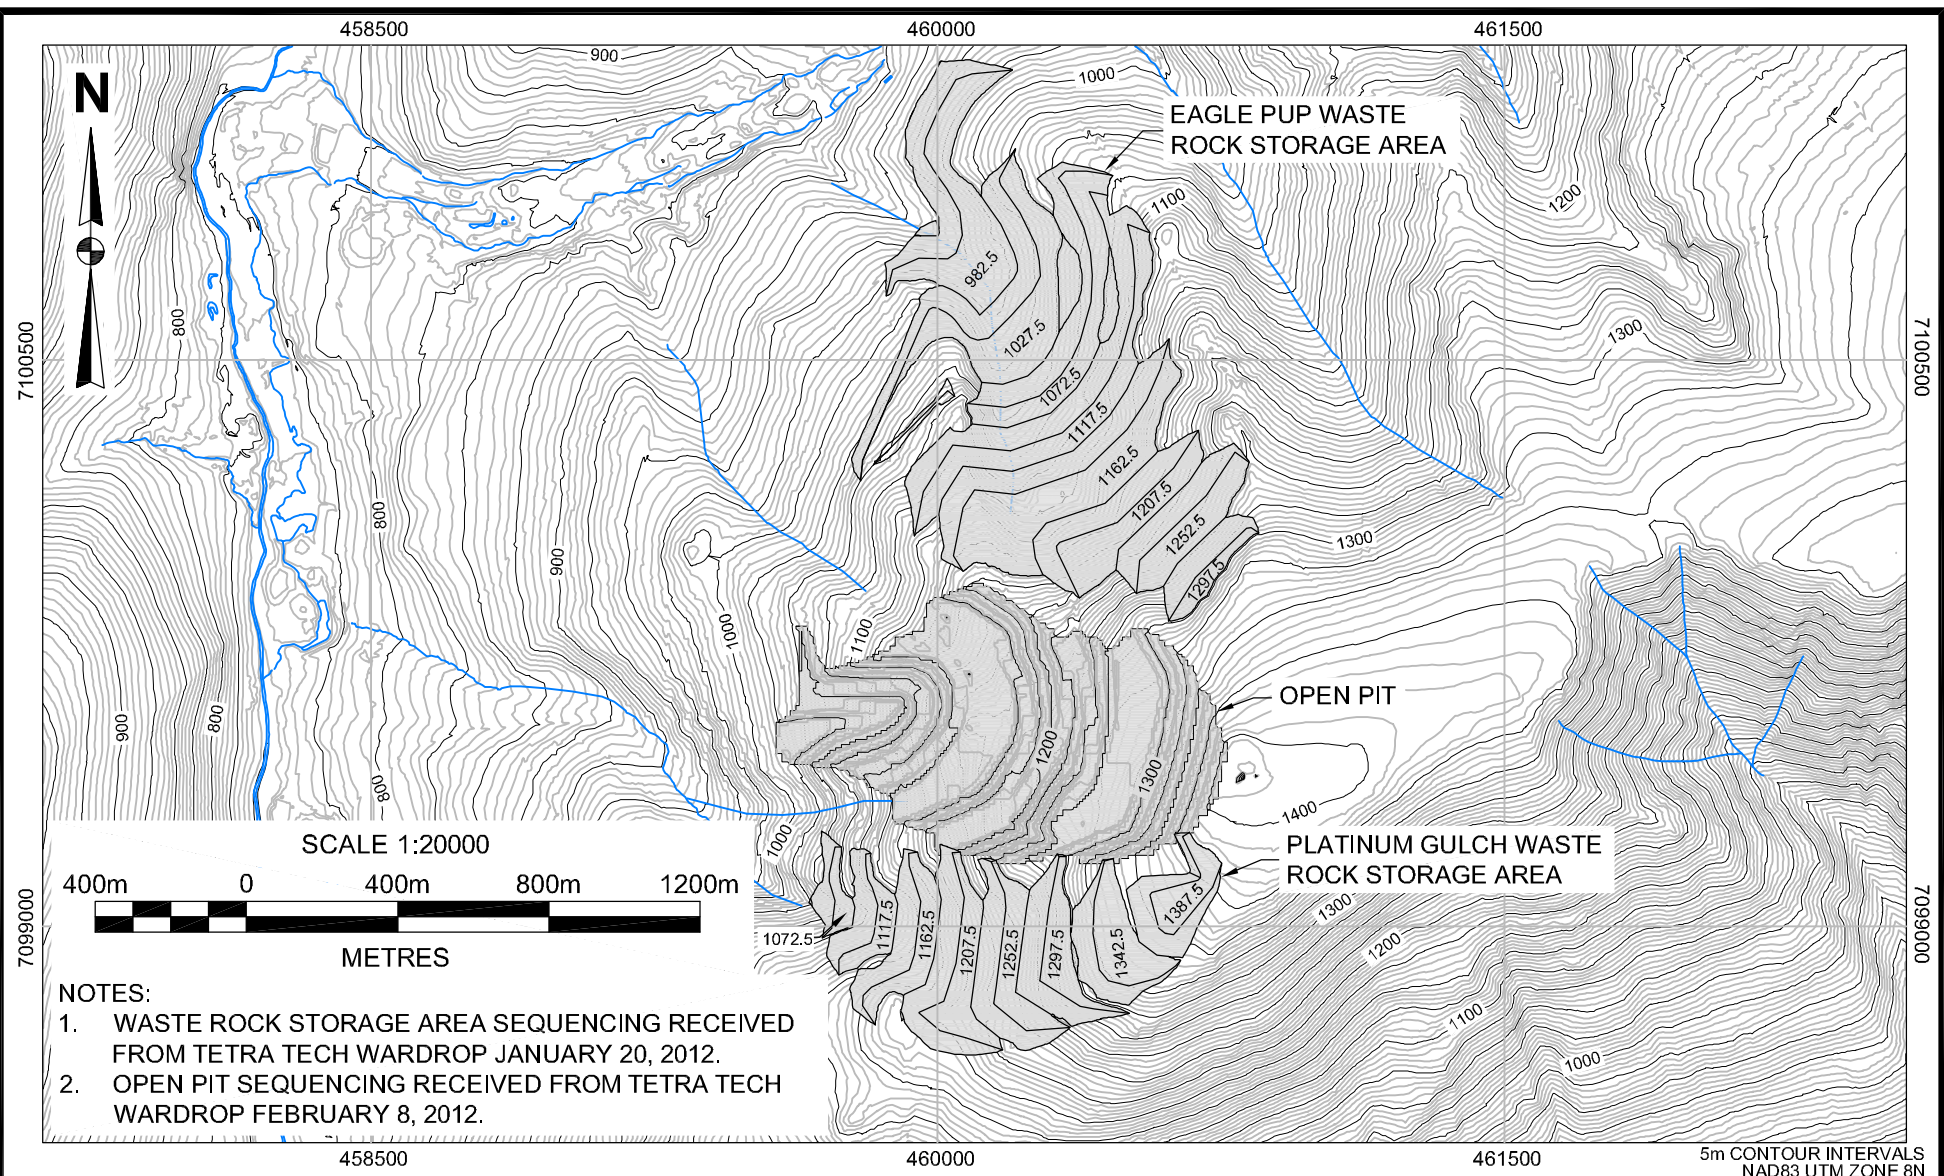 458500 460000 461500
900
1000
N
EAGLE PUP WASTE
ROCK STORAGE AREA
1100
1200
982.5
800
1027.5
1300
7100500
7100500
1072.5
1117.5
1162.5
1207.5
800
1252.5
1300
900
1297.5
1000
1100
OPEN PIT
900
800
1200
1300
800
1400
1000
SCALE 1:20000
PLATINUM GULCH WASTE
ROCK STORAGE AREA
400m 0 400m 800m 1200m
1387.5
1300
1072.5
1117.5
1162.5
1207.5
1252.5
1297.5
1342.5
1200
7099000
7099000
METRES
NOTES:
1. WASTE ROCK STORAGE AREA SEQUENCING RECEIVED
FROM TETRA TECH WARDROP JANUARY 20, 2012.
2. OPEN PIT SEQUENCING RECEIVED FROM TETRA TECH
WARDROP FEBRUARY 8, 2012.
1100
1000
458500 460000 461500
5m CONTOUR INTERVALS
NAD83 UTM ZONE 8N